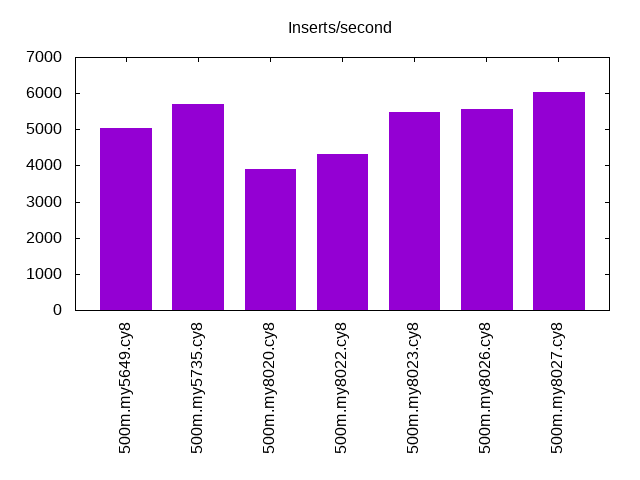 Inserts/second
7000
6000
5000
4000
3000
2000
1000
0
500m.my5649.cy8
500m.my5735.cy8
500m.my8020.cy8
500m.my8022.cy8
500m.my8023.cy8
500m.my8026.cy8
500m.my8027.cy8